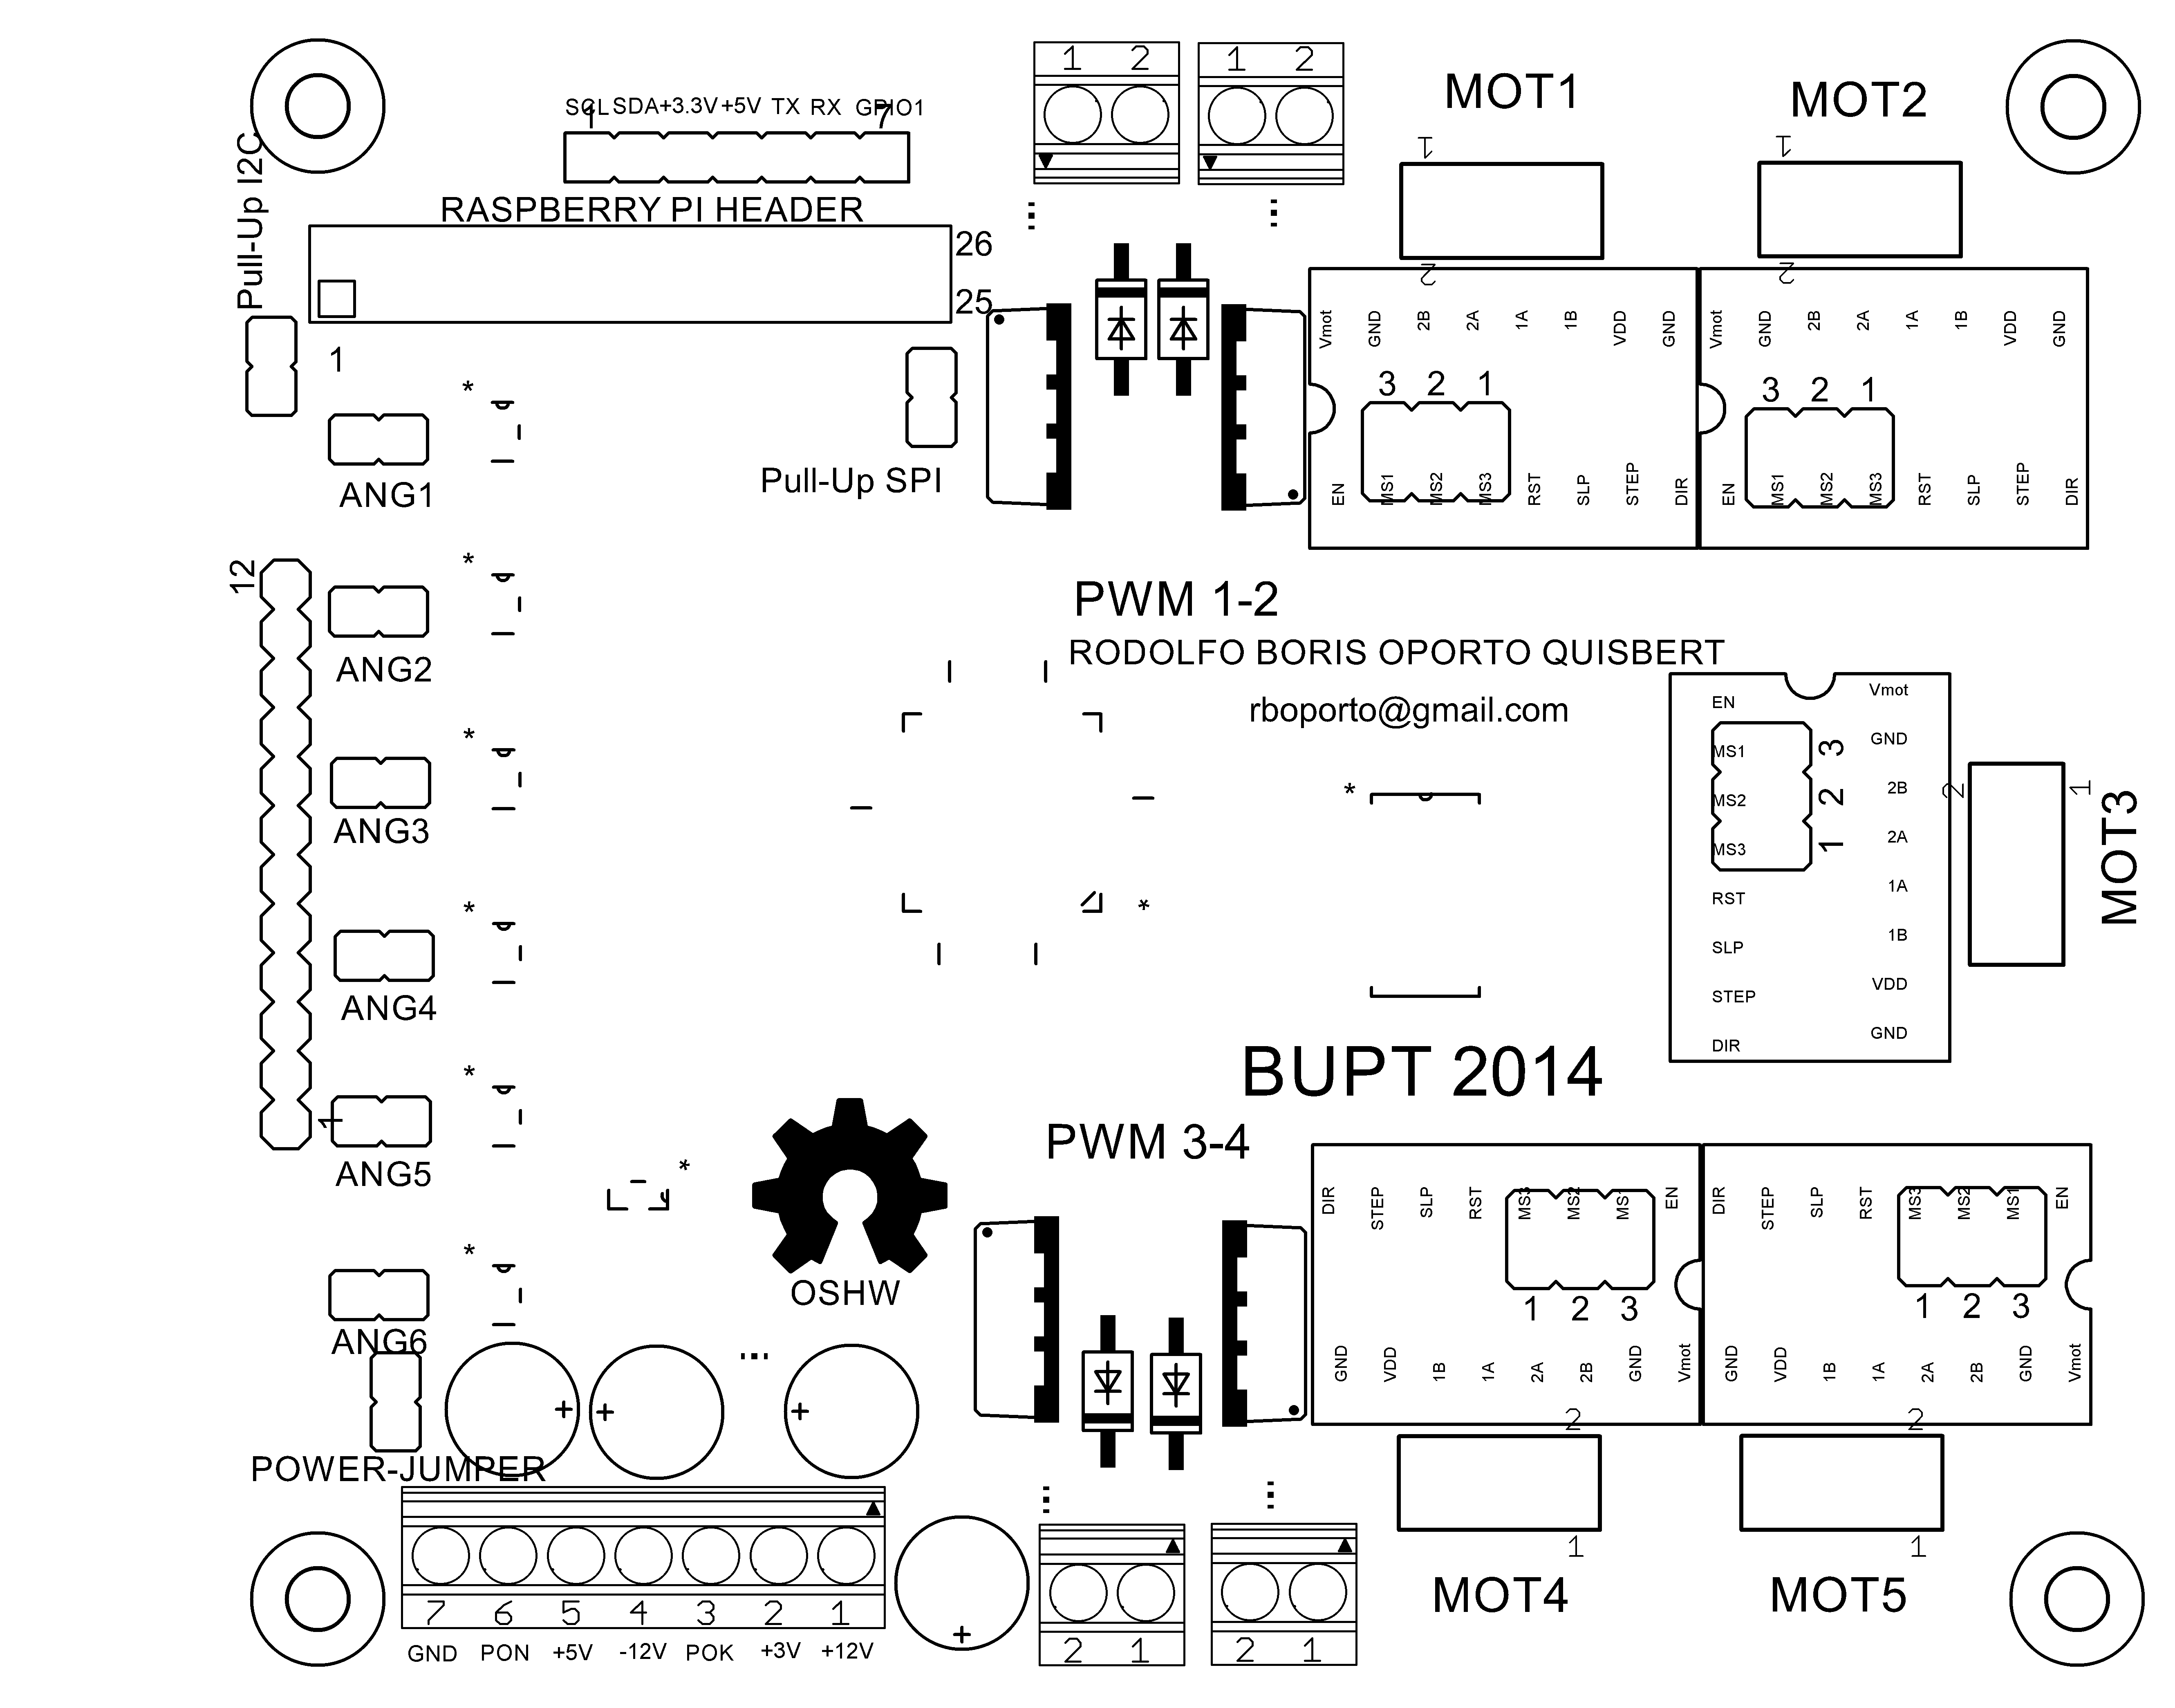 1 2
1 2
MOT1
MOT2
SCL SDA +3.3V +5V TX RX GPIO1
1 7
1
1
Pull-Up I2C
RASPBERRY PI HEADER
26
25
1
2
2
Vmot GND 2B 2A 1A 1B VDD GND
Vmot GND 2B 2A 1A 1B VDD GND
3 2 1
3 2 1
EN MS1 MS2 MS3 RST SLP STEP DIR
EN MS1 MS2 MS3 RST SLP STEP DIR
*
ANG1
Pull-Up SPI
12
*
ANG2
PWM 1-2
RODOLFO BORIS OPORTO QUISBERT
rboporto@gmail.com
*
ANG3
*
*
EN Vmot
MS1 3 GND
MS2 2 2B
MS3 1 2A
RST 1A
SLP 1B
STEP VDD
DIR GND
2 1
MOT3
*
ANG4
BUPT 2014
*
1
ANG5
*
PWM 3-4
OSHW
DIR STEP SLP RST MS3 MS2 MS1 EN
DIR STEP SLP RST MS3 MS2 MS1 EN
1 2 3
1 2 3
GND VDD 1B 1A 2A 2B GND Vmot
GND VDD 1B 1A 2A 2B GND Vmot
*
ANG6
+ + +
POWER-JUMPER
2
2
1
1
MOT4
MOT5
7 6 5 4 3 2 1
GND PON +5V -12V POK +3V +12V
+
2 1
2 1